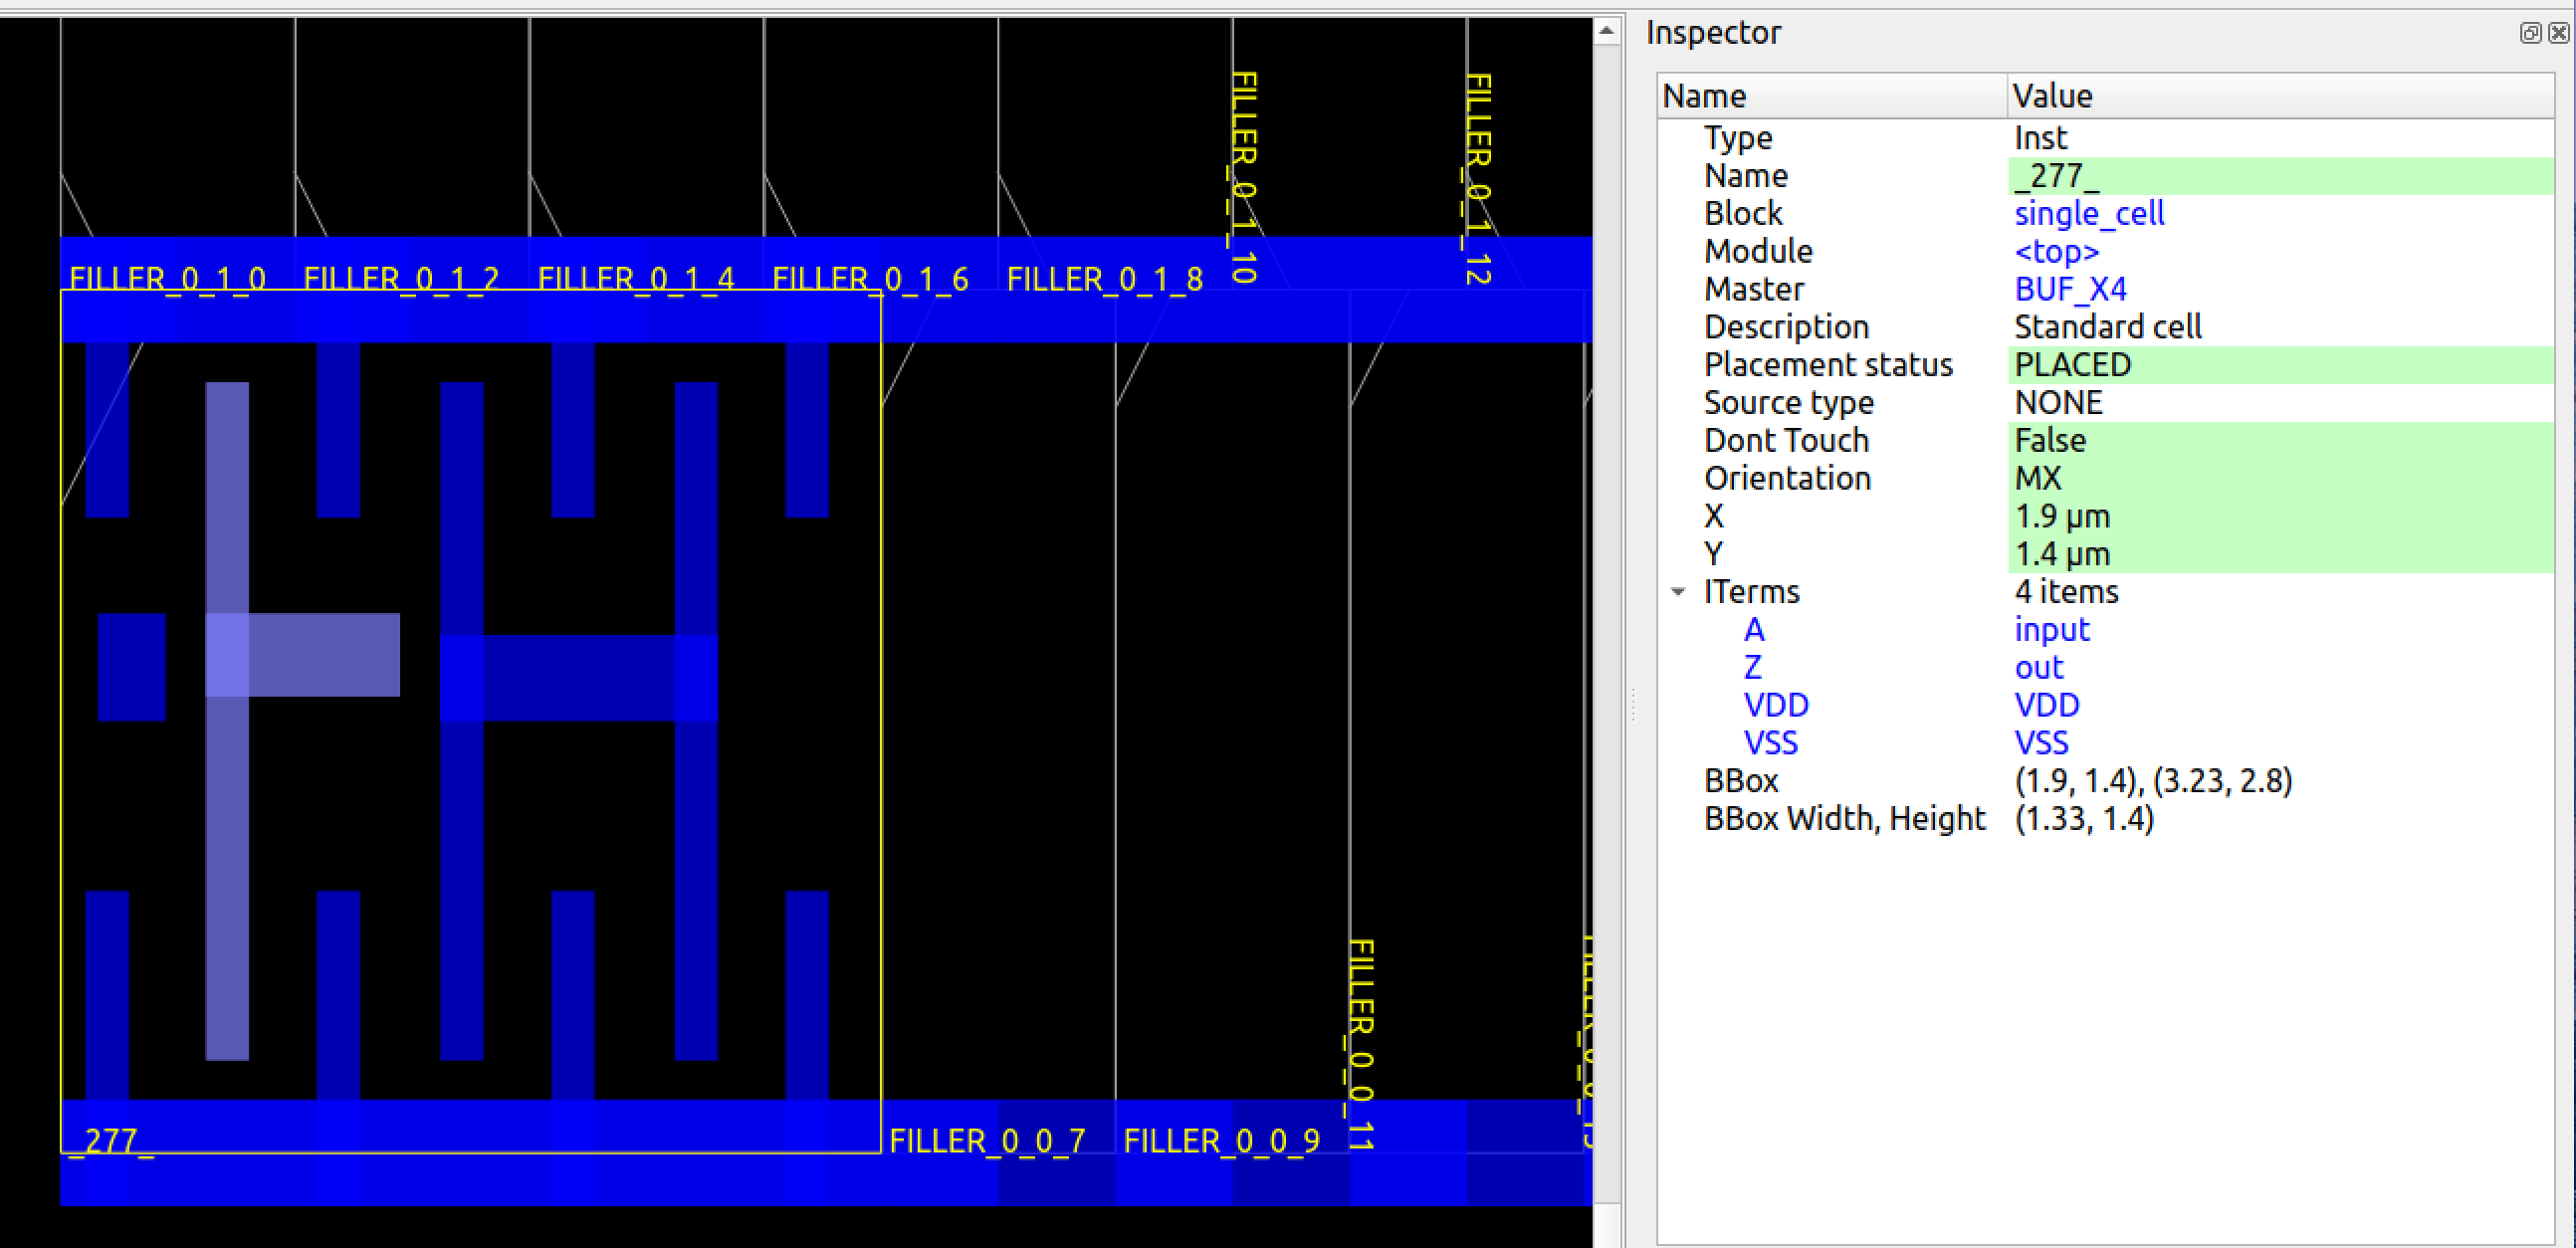 Inspector
Name Value
Type Inst
Name _277_
Block single_cell
Module <top>
Master BUF_X4
Description Standard cell
Placement status PLACED
Source type NONE
Dont Touch False
Orientation MX
X 1.9 µm
Y 1.4 µm
ITerms 4 items
A input
Z out
VDD VDD
VSS VSS
BBox (1.9, 1.4), (3.23, 2.8)
BBox Width, Height (1.33, 1.4)
FILLER_0_1_10
FILLER_0_1_12
FILLER_0_1_0
FILLER_0_1_2
FILLER_0_1_4
FILLER_0_1_6
FILLER_0_1_8
FILLER_0_0_11
_277_
FILLER_0_0_7
FILLER_0_0_9